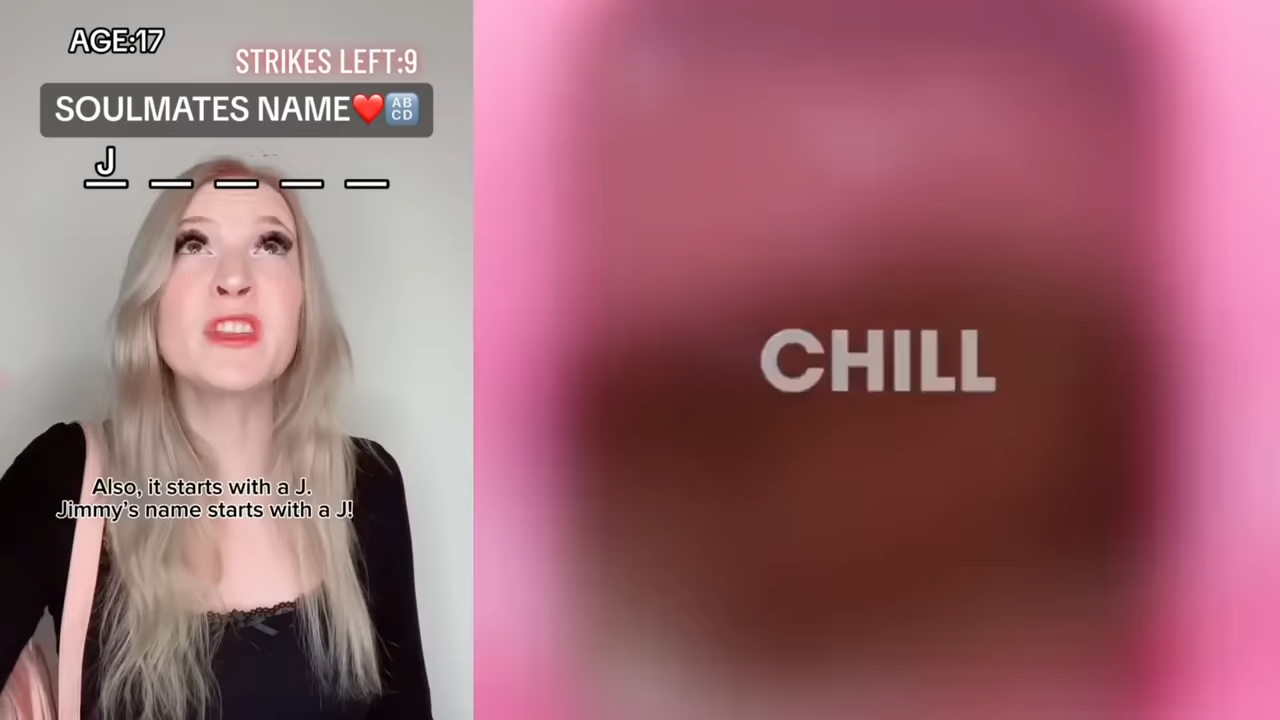 AGE:17
STRIKES LEFT:9
SOULMATES NAME❤️🔠
J _ _ _ _
Also, it starts with a J.
Jimmy's name starts with a J!
CHILL